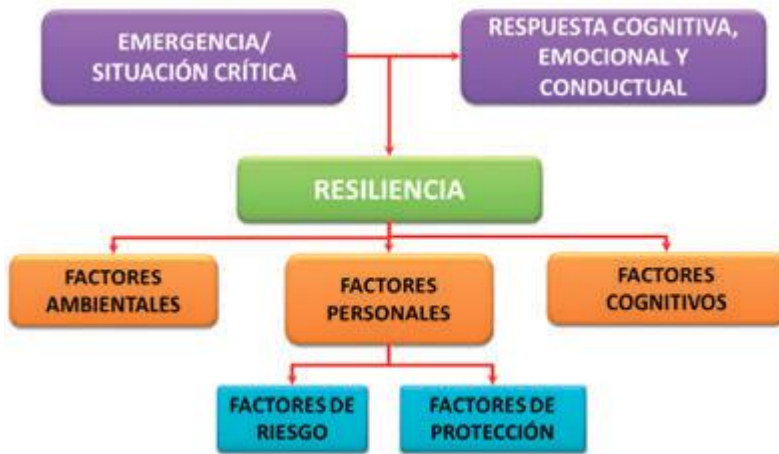 EMERGENCIA/
SITUACIÓN CRÍTICA
RESPUESTA COGNITIVA,
EMOCIONAL Y
CONDUCTUAL
RESILIENCIA
FACTORES
AMBIENTALES
FACTORES
PERSONALES
FACTORES
COGNITIVOS
FACTORES DE
RIESGO
FACTORES DE
PROTECCIÓN